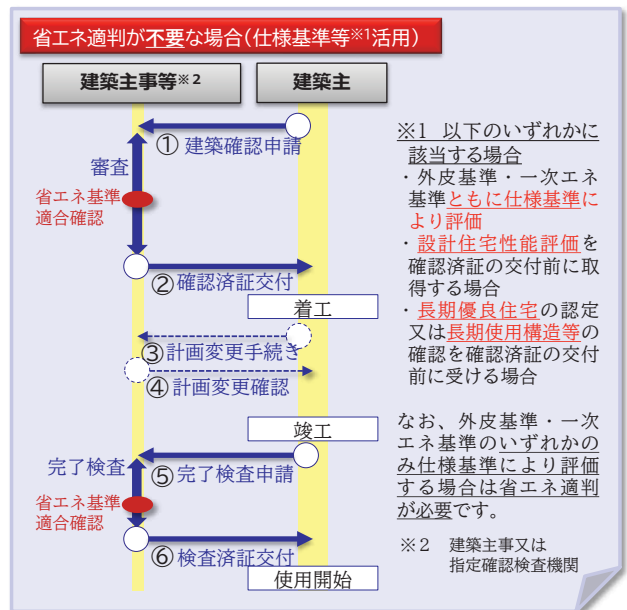 省エネ適判が不要な場合(仕様基準等※1活用)
建築主事等※2
建築主
①建築確認申請
審査
省エネ基準
適合確認
②確認済証交付
着工
③計画変更手続き
④計画変更確認
竣工
完了検査
⑤完了検査申請
省エネ基準
適合確認
⑥検査済証交付
使用開始
※1 以下のいずれかに
該当する場合
・外皮基準・一次エネ
基準ともに仕様基準に
より評価
・設計住宅性能評価を
確認済証の交付前に取
得する場合
・長期優良住宅の認定
又は長期使用構造等の
確認を確認済証の交付
前に受ける場合
なお、外皮基準・一次
エネ基準のいずれかの
み仕様基準により評価
する場合は省エネ適判
が必要です。
※2 建築主事又は
指定確認検査機関